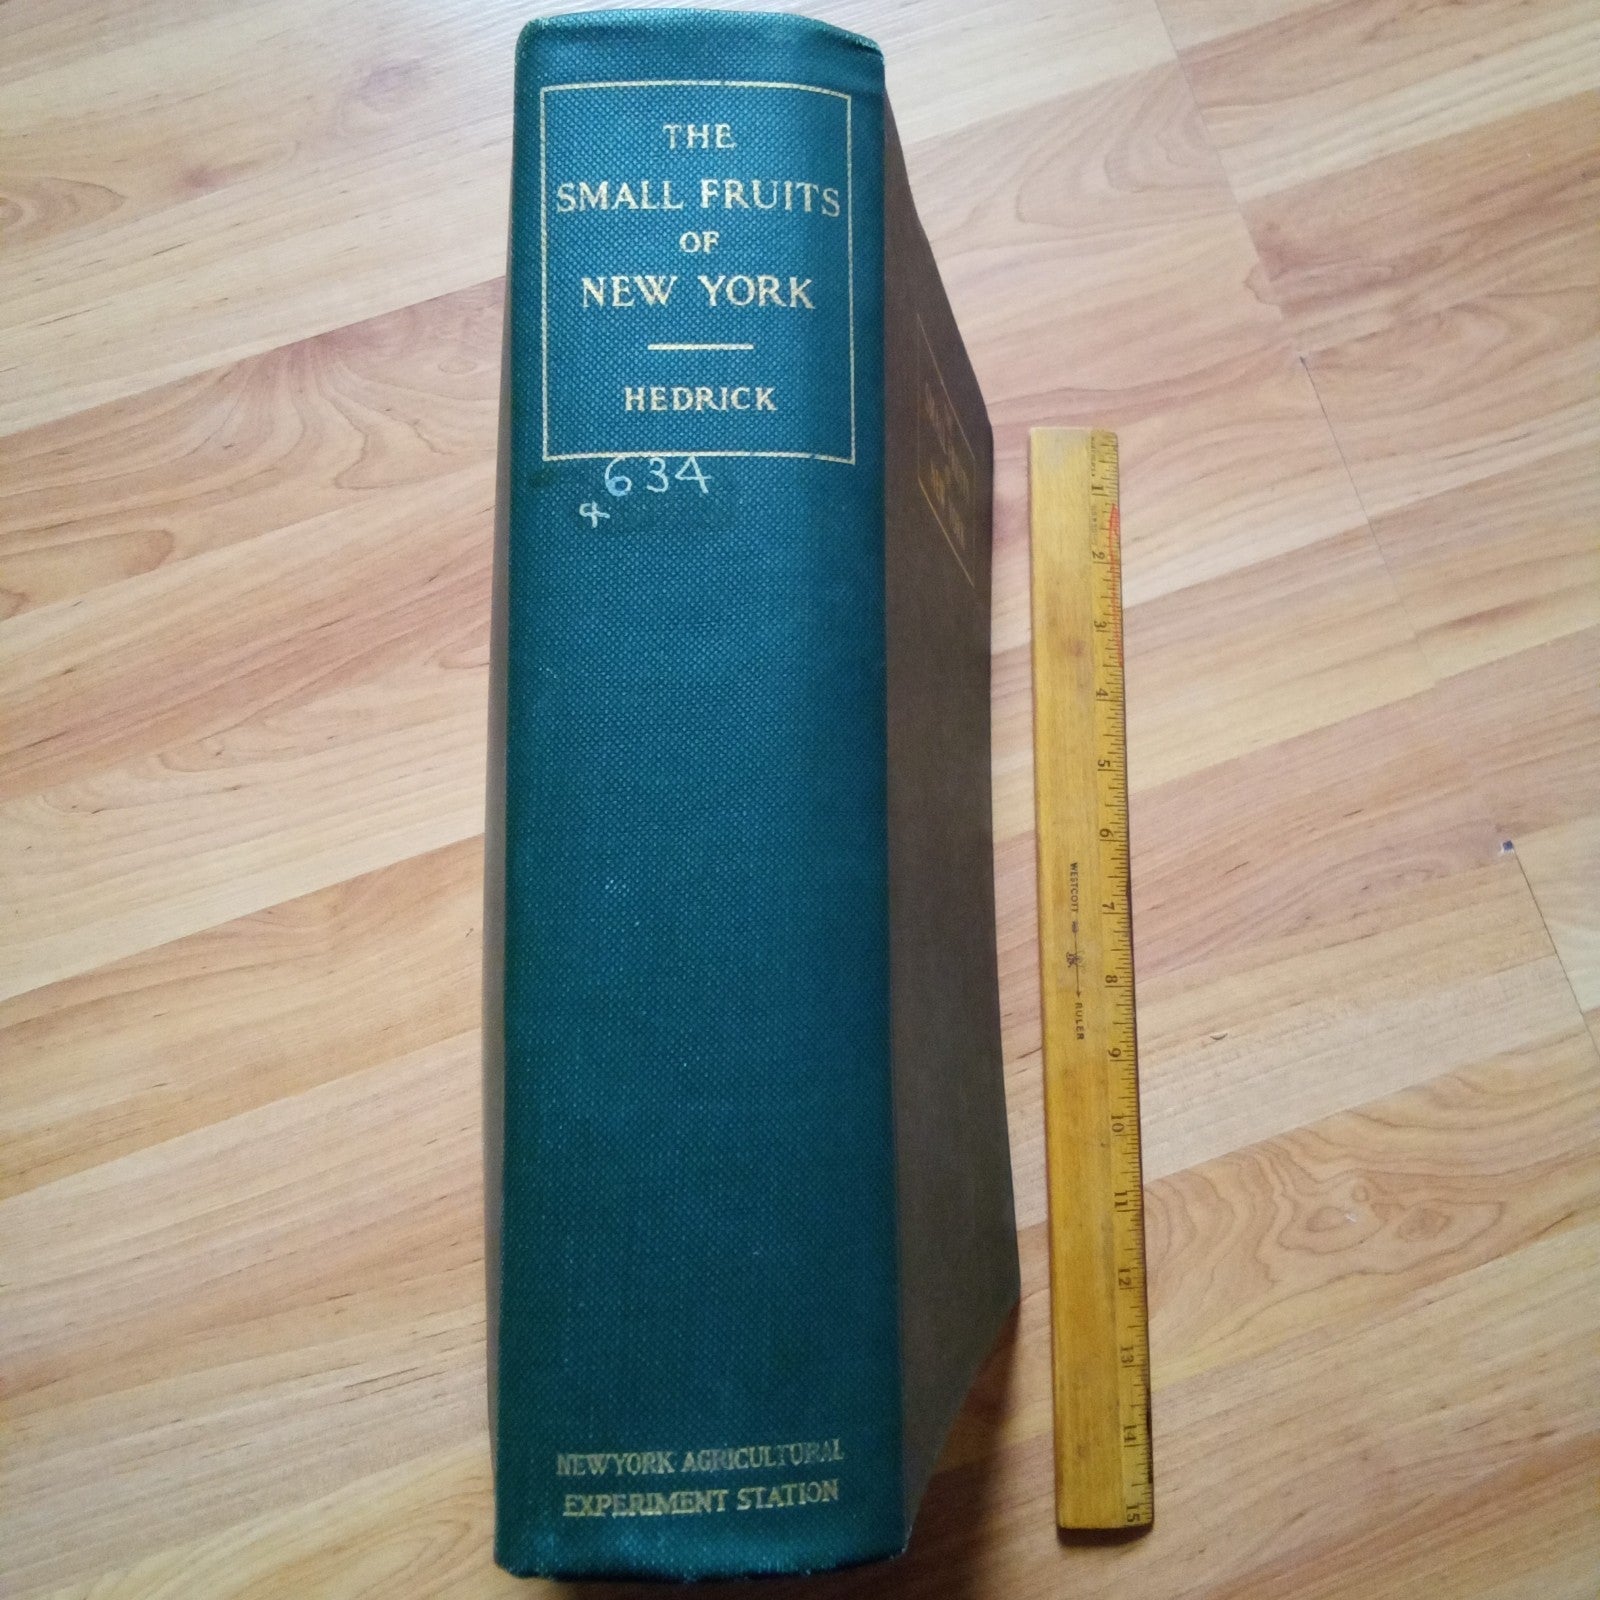 THE
SMALL FRUITS
OF
NEW YORK
HEDRICK
634
NEW YORK AGRICULTURAL
EXPERIMENT STATION
1
2
3
4
5
6
7
8
9
10
11
12
13
14
15
WESTCOTT
RULER